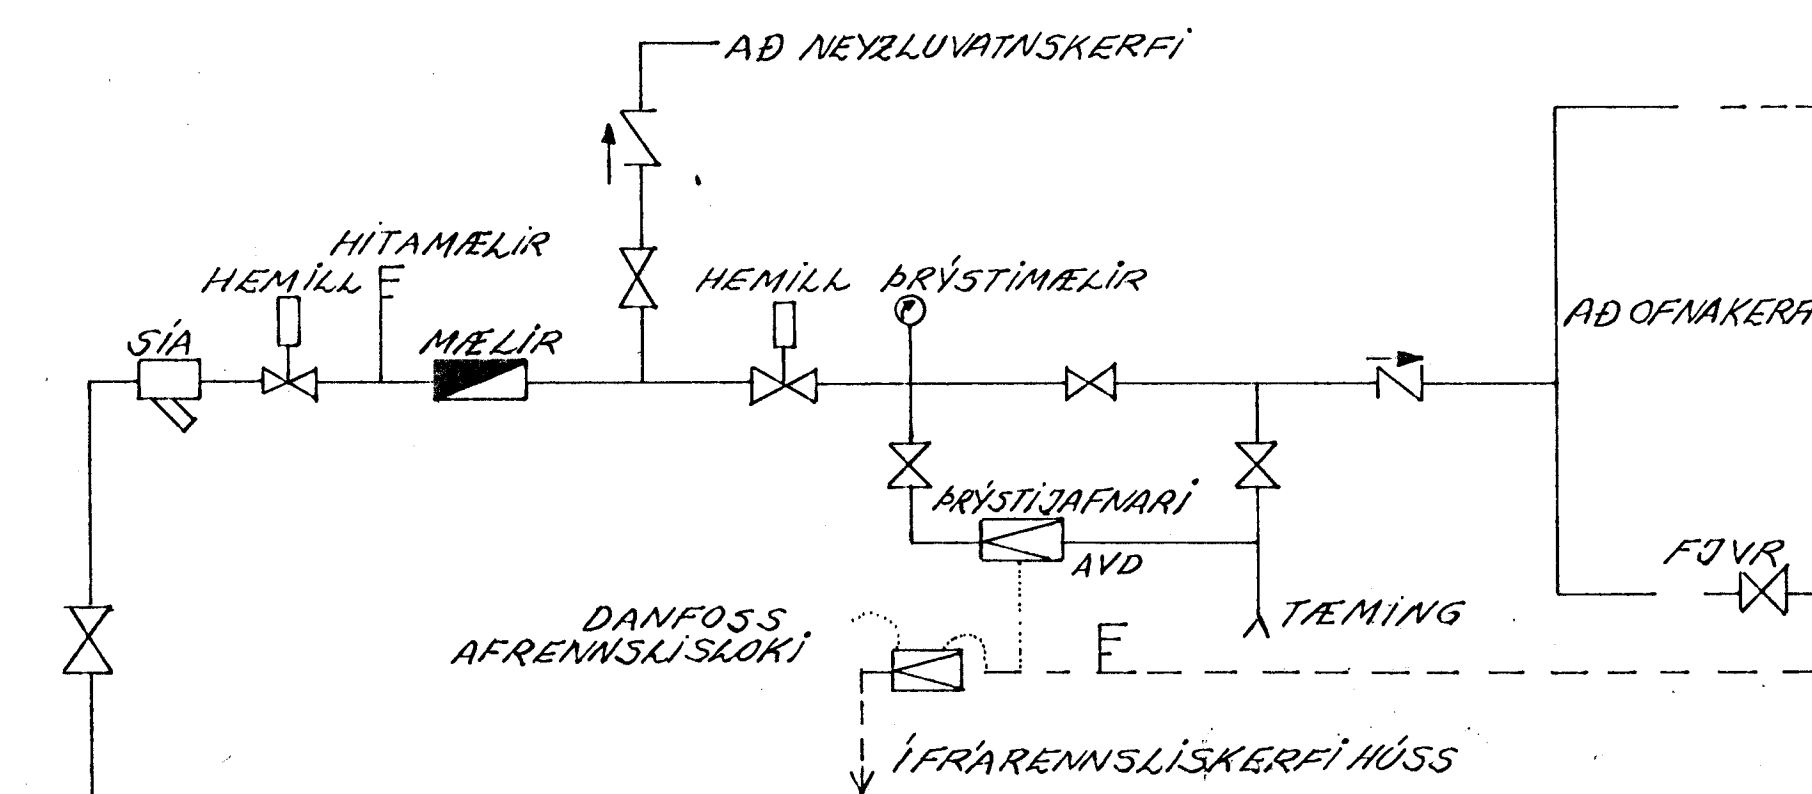 AÐ NEYZLUVATNSKERFI
HITAMÆLIR
HEMILL
HEMILL
ÞRÝSTIMÆLIR
SÍA
MÆLIR
AÐ OFNAKERF
ÞRÝSTIJAFNARI
AVD
FJVR
DANFOSS
AFRENNSLISLOKI
TÆMING
Í FRÁRENNSLISKERFI HÚSS